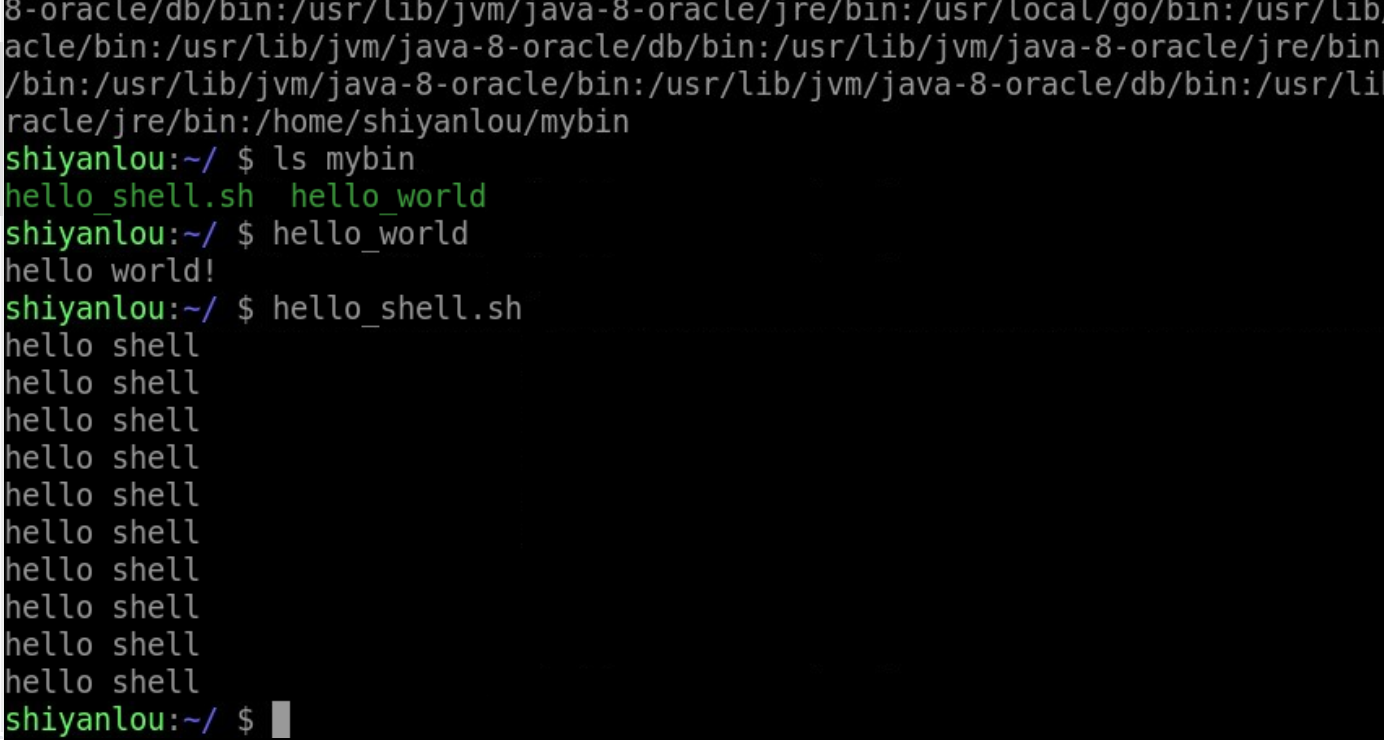 8-oracle/db/bin:/usr/lib/jvm/java-8-oracle/jre/bin:/usr/local/go/bin:/usr/lib/
acle/bin:/usr/lib/jvm/java-8-oracle/db/bin:/usr/lib/jvm/java-8-oracle/jre/bin
/bin:/usr/lib/jvm/java-8-oracle/bin:/usr/lib/jvm/java-8-oracle/db/bin:/usr/lib
racle/jre/bin:/home/shiyanlou/mybin
shiyanlou:~/ $ ls mybin
hello_shell.sh  hello_world
shiyanlou:~/ $ hello_world
hello world!
shiyanlou:~/ $ hello_shell.sh
hello shell
hello shell
hello shell
hello shell
hello shell
hello shell
hello shell
hello shell
hello shell
hello shell
shiyanlou:~/ $